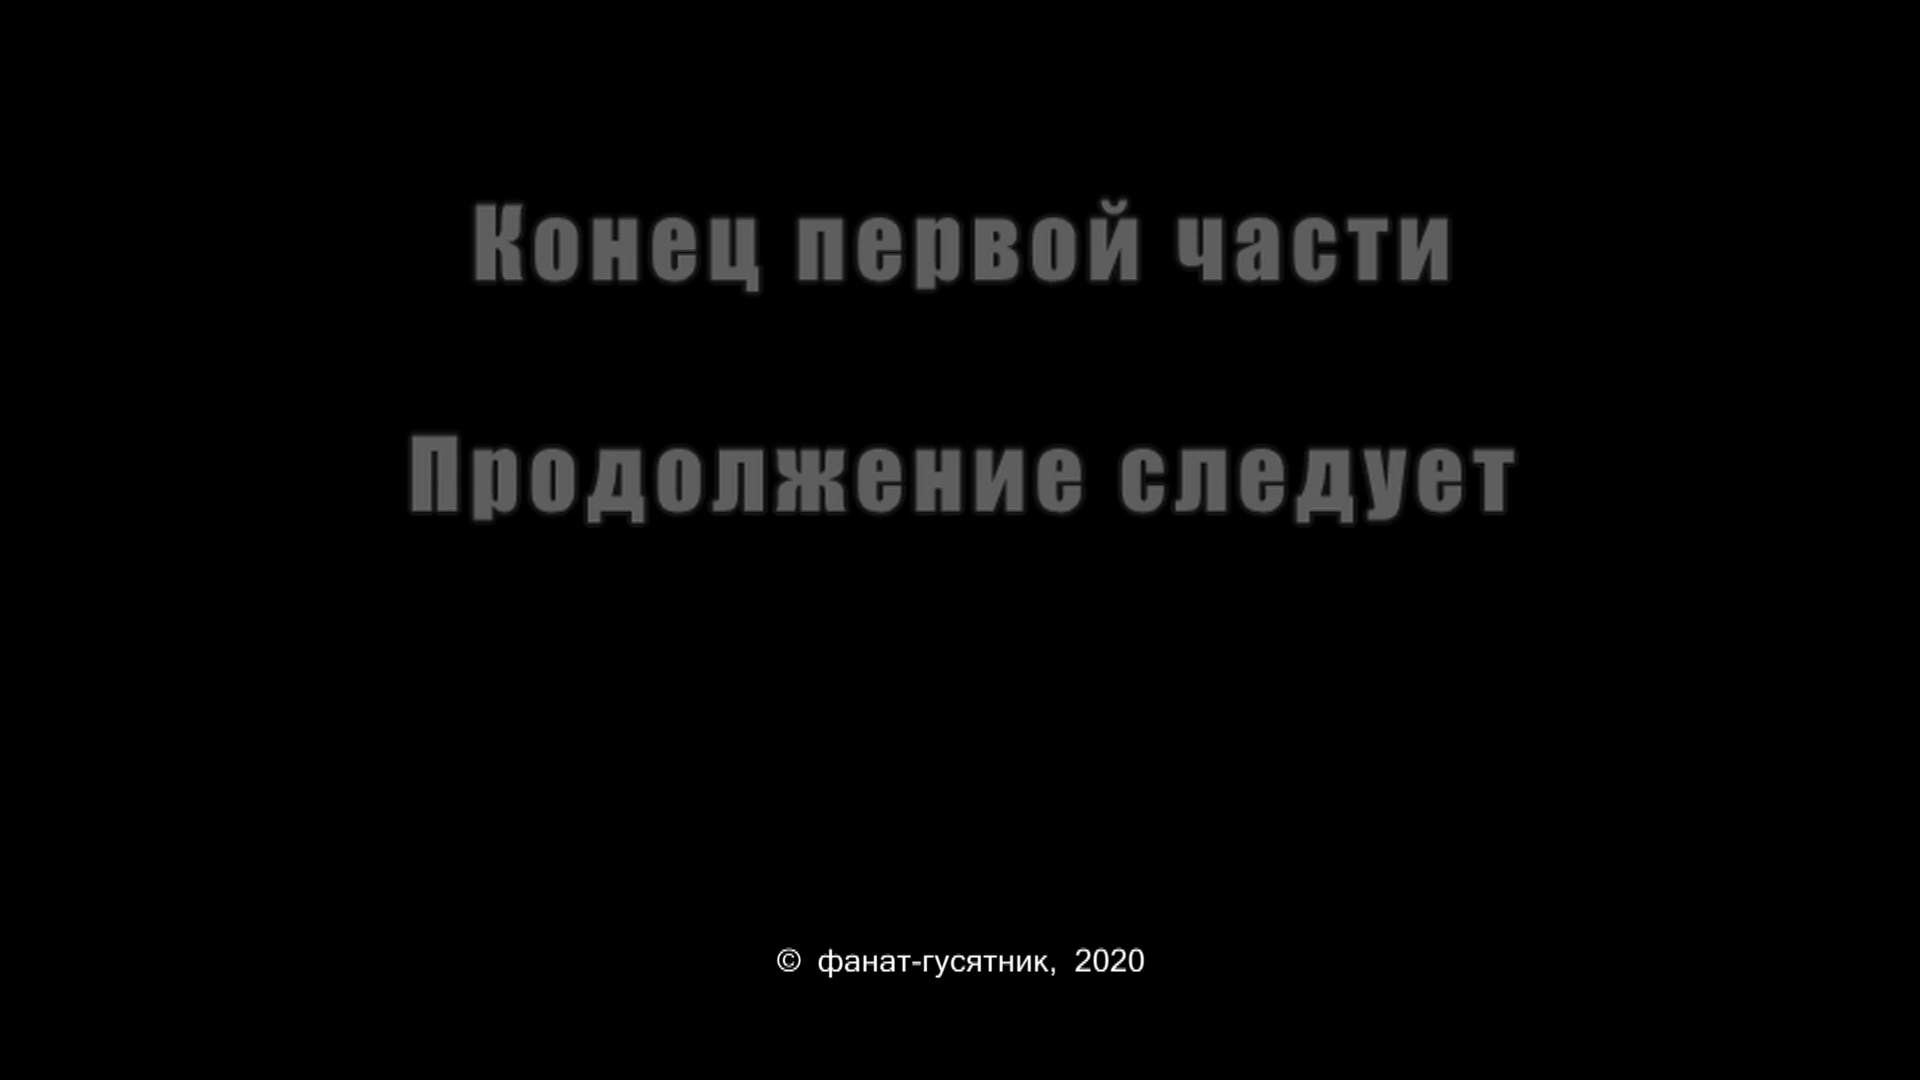 Конец первой части
Продолжение следует
© фанат-гусятник, 2020